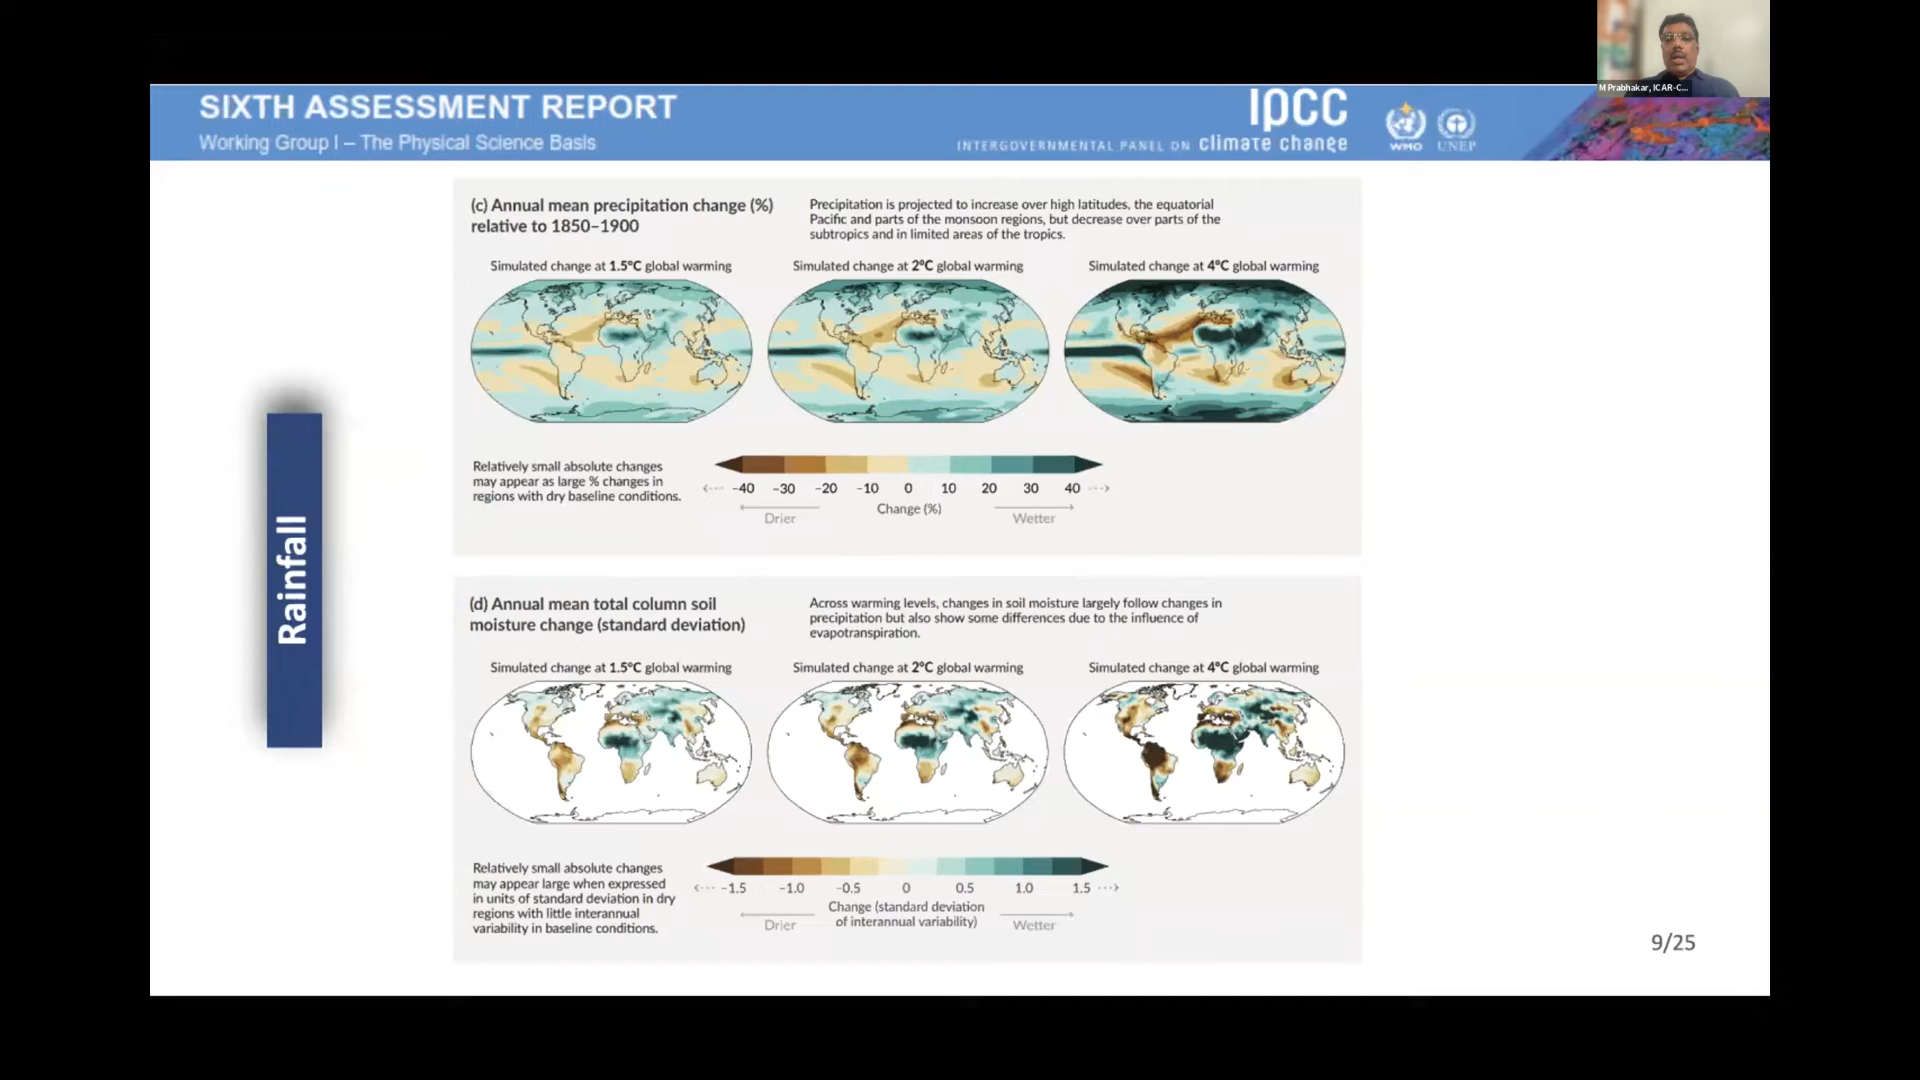 M Prabhakar, ICAR-C...
SIXTH ASSESSMENT REPORT
Working Group I – The Physical Science Basis
ipcc
INTERGOVERNMENTAL PANEL ON climate change
WMO
UNEP
Rainfall
(c) Annual mean precipitation change (%)
relative to 1850–1900
Precipitation is projected to increase over high latitudes, the equatorial
Pacific and parts of the monsoon regions, but decrease over parts of the
subtropics and in limited areas of the tropics.
Simulated change at 1.5°C global warming
Simulated change at 2°C global warming
Simulated change at 4°C global warming
Relatively small absolute changes
may appear as large % changes in
regions with dry baseline conditions.
-40 -30 -20 -10 0 10 20 30 40
Change (%)
Drier
Wetter
(d) Annual mean total column soil
moisture change (standard deviation)
Across warming levels, changes in soil moisture largely follow changes in
precipitation but also show some differences due to the influence of
evapotranspiration.
Simulated change at 1.5°C global warming
Simulated change at 2°C global warming
Simulated change at 4°C global warming
Relatively small absolute changes
may appear large when expressed
in units of standard deviation in dry
regions with little interannual
variability in baseline conditions.
-1.5 -1.0 -0.5 0 0.5 1.0 1.5
Change (standard deviation
of interannual variability)
Drier
Wetter
9/25